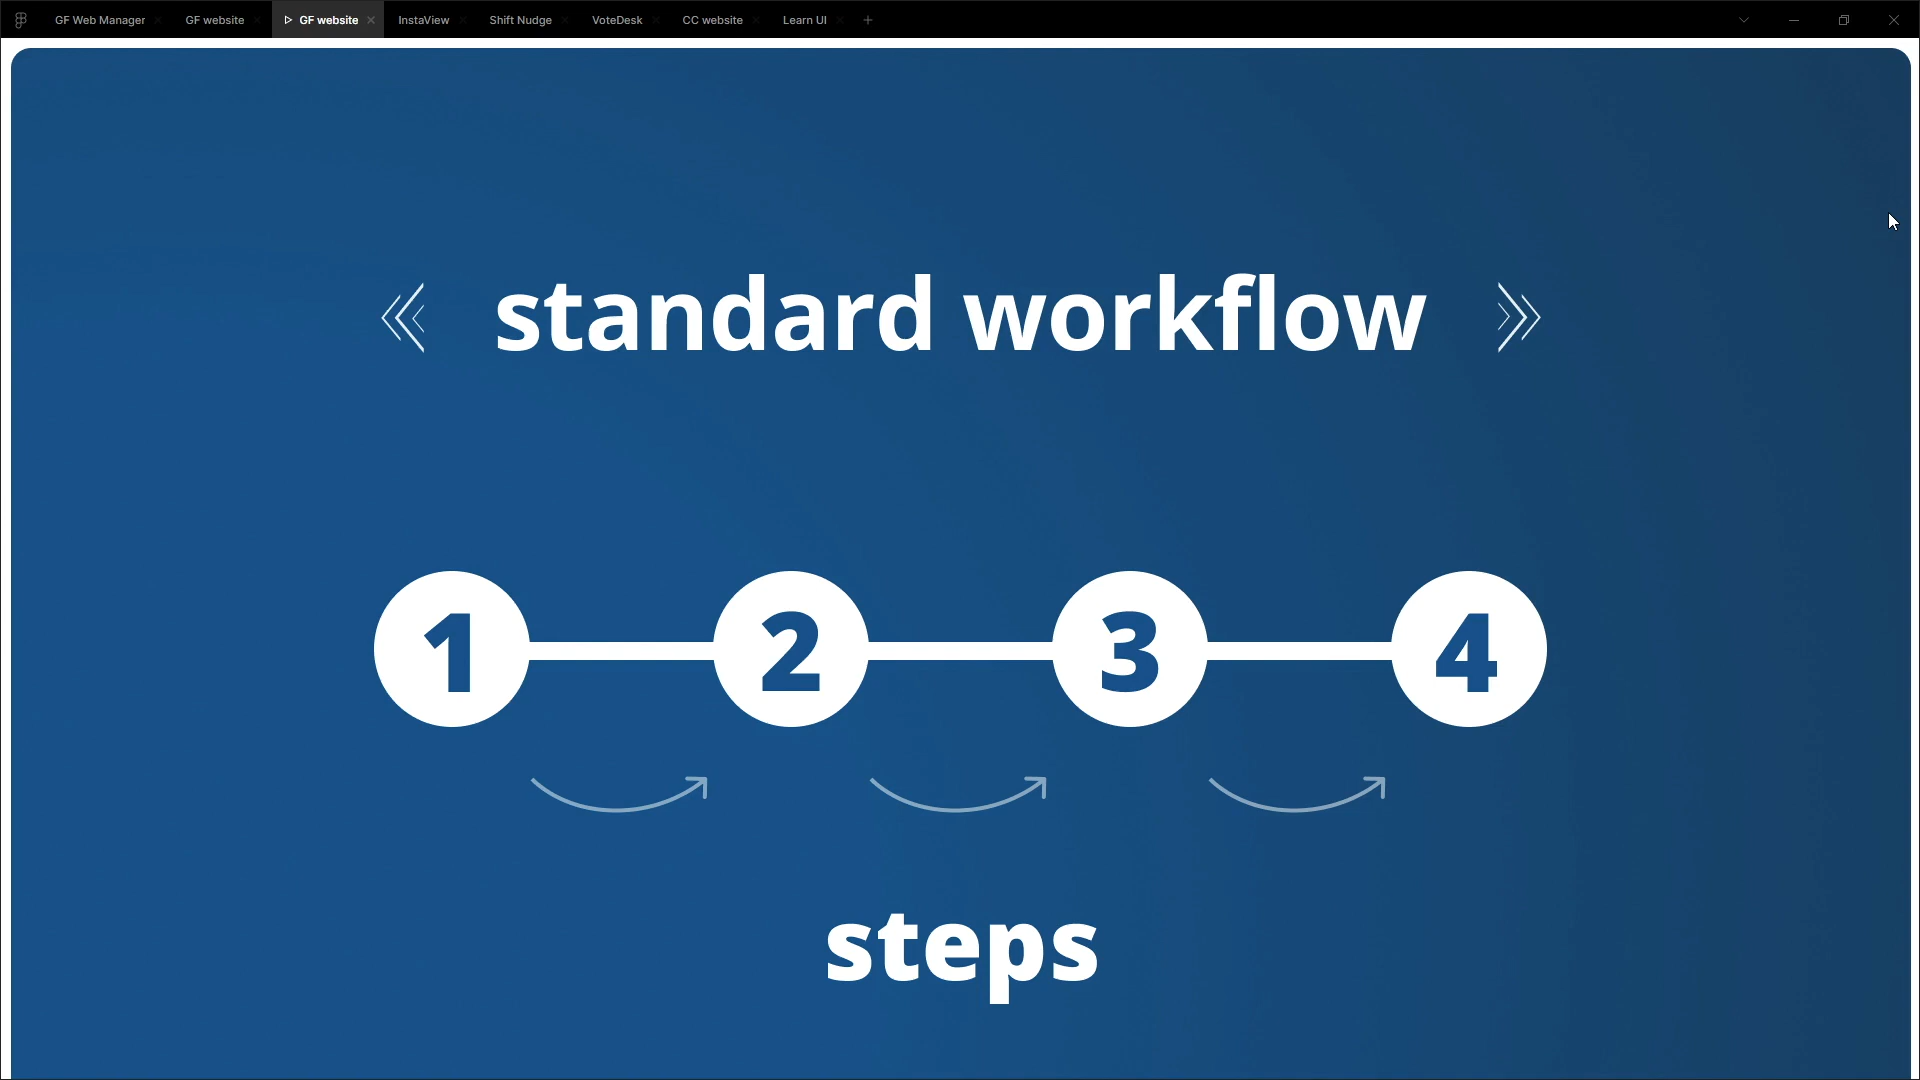 GF Web Manager GF website GF website InstaView Shift Nudge VoteDesk CC website Learn UI
standard workflow
1 2 3 4
steps